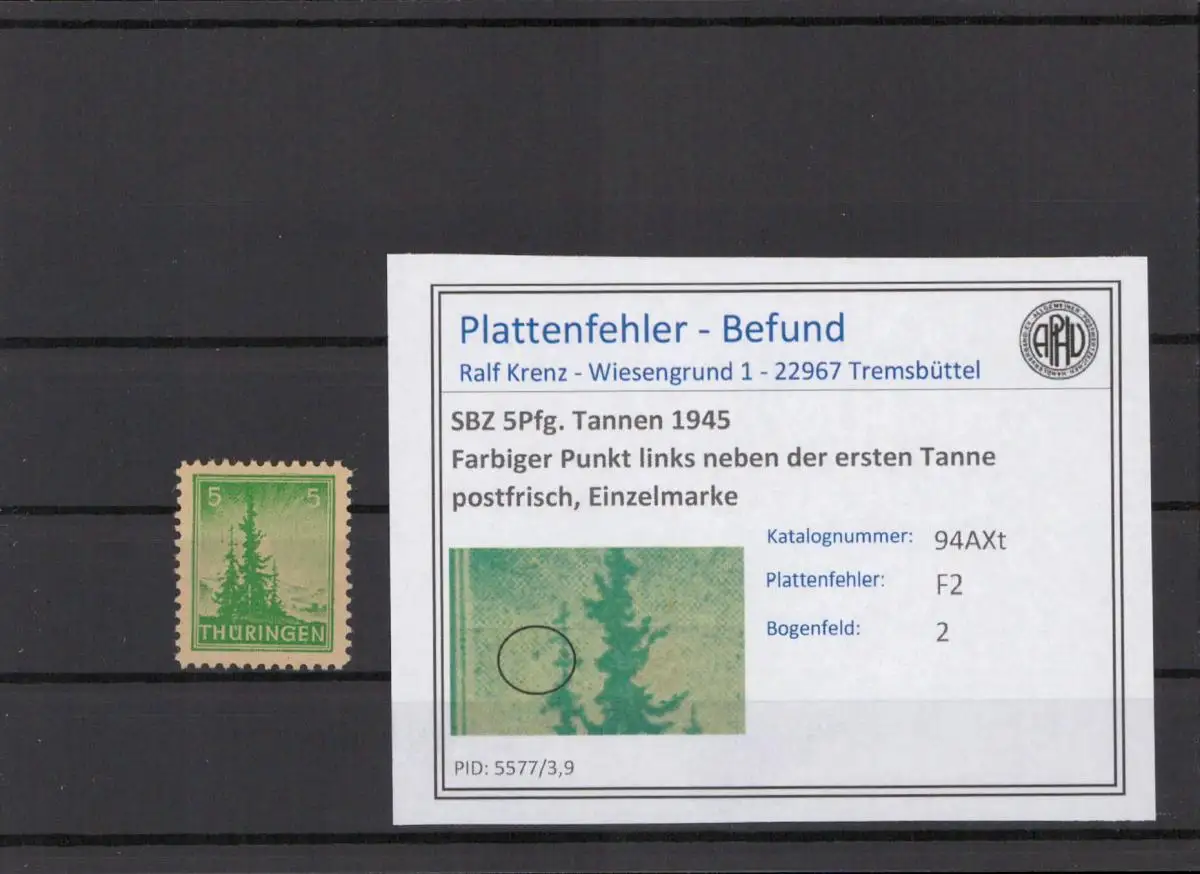 5 5
THÜRINGEN
Plattenfehler - Befund
Ralf Krenz - Wiesengrund 1 - 22967 Tremsbüttel
APHV
SBZ 5Pfg. Tannen 1945
Farbiger Punkt links neben der ersten Tanne
postfrisch, Einzelmarke
Katalognummer: 94AXt
Plattenfehler: F2
Bogenfeld: 2
PID: 5577/3,9